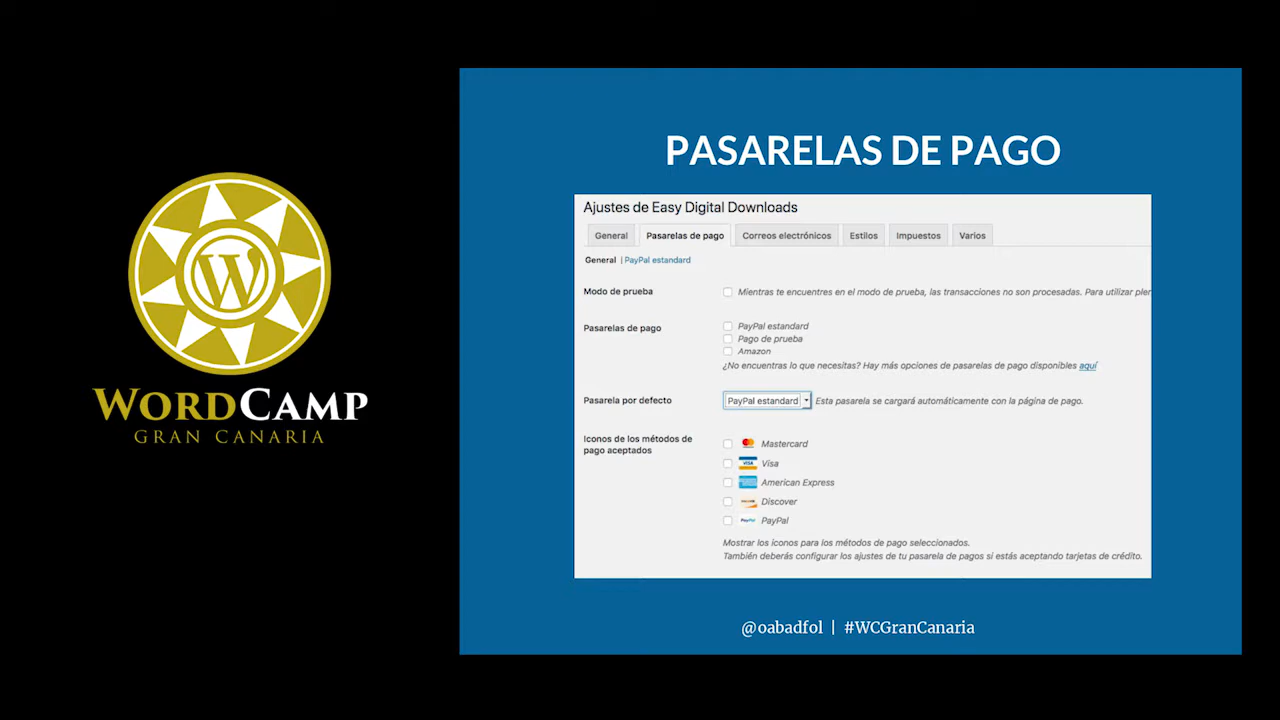 WORDCAMP
GRAN CANARIA
PASARELAS DE PAGO
Ajustes de Easy Digital Downloads
General Pasarelas de pago Correos electrónicos Estilos Impuestos Varios
General | PayPal estandard
Modo de prueba Mientras te encuentres en el modo de prueba, las transacciones no son procesadas. Para utilizar
Pasarelas de pago PayPal estandard
Pago de prueba
Amazon
¿No encuentras lo que necesitas? Hay más opciones de pasarelas de pago disponibles aquí
Pasarela por defecto PayPal estandard Esta pasarela se cargará automáticamente con la página de pago.
Iconos de los métodos de
pago aceptados
Mastercard
VISA Visa
American Express
Discover
PayPal PayPal
Mostrar los iconos para los métodos de pago seleccionados.
También deberás configurar los ajustes de tu pasarela de pagos si estás aceptando tarjetas de crédito.
@oabadfol | #WCGranCanaria